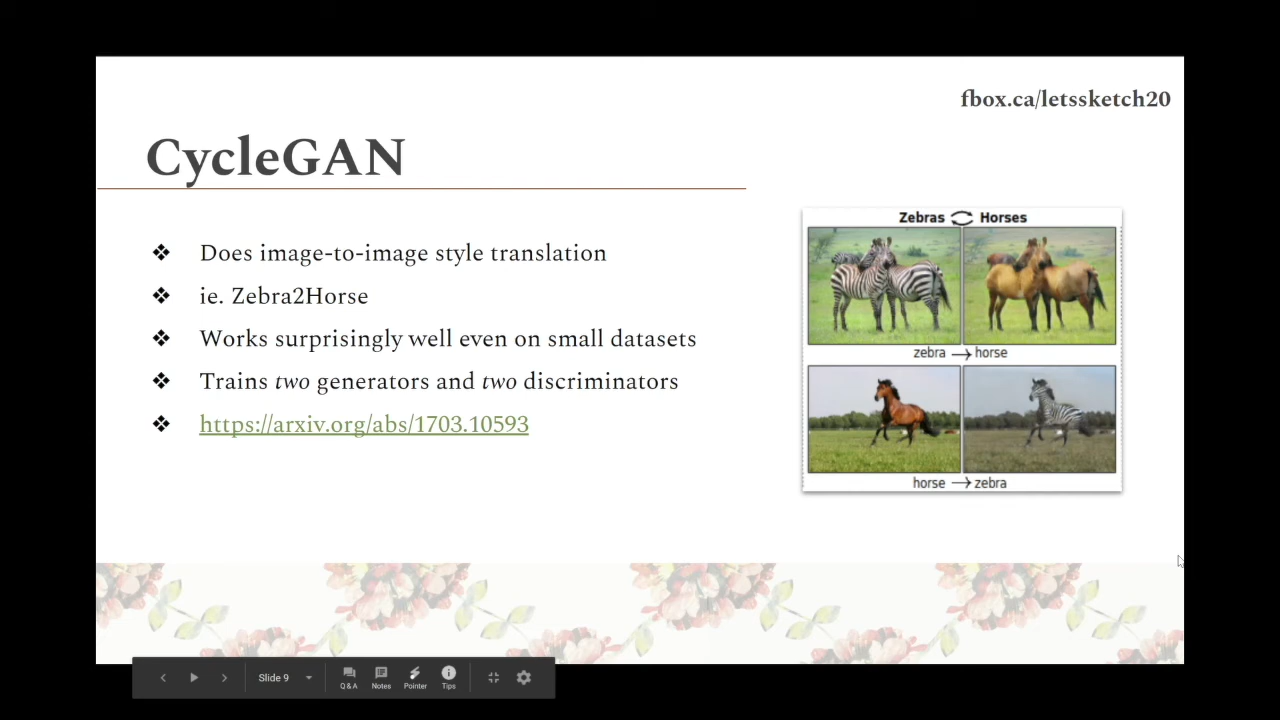 fbox.ca/letssketch20
CycleGAN
❖ Does image-to-image style translation
❖ ie. Zebra2Horse
❖ Works surprisingly well even on small datasets
❖ Trains two generators and two discriminators
❖ https://arxiv.org/abs/1703.10593
Zebras Horses
zebra → horse
horse → zebra
Slide 9
Q & A Notes Pointer Tips